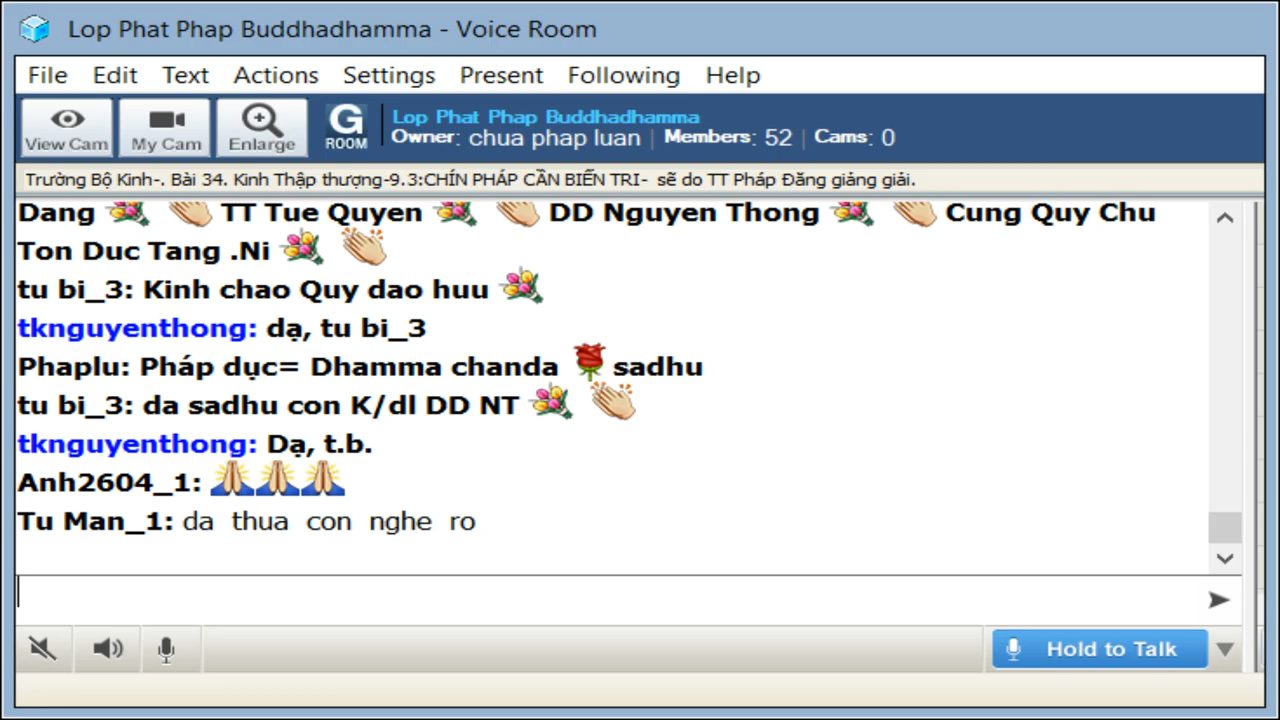 Lop Phat Phap Buddhadhamma - Voice Room
File Edit Text Actions Settings Present Following Help
View Cam My Cam Enlarge G ROOM
Lop Phat Phap Buddhadhamma
Owner: chua phap luan | Members: 52 | Cams: 0
Trường Bộ Kinh-. Bài 34. Kinh Thập thượng-9.3:CHÍN PHÁP CẦN BIẾN TRI- sẽ do TT Pháp Đăng giảng giải.
Dang TT Tue Quyen DD Nguyen Thong Cung Quy Chu
Ton Duc Tang .Ni
tu bi_3: Kinh chao Quy dao huu
tknguyenthong: dạ, tu bi_3
Phaplu: Pháp dục= Dhamma chanda sadhu
tu bi_3: da sadhu con K/dl DD NT
tknguyenthong: Dạ, t.b.
Anh2604_1:
Tu Man_1: da thua con nghe ro
Hold to Talk